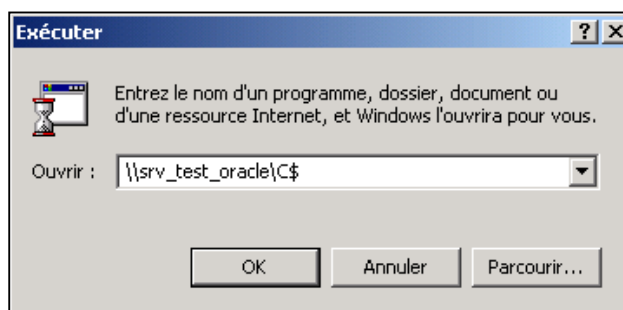 Exécuter
Entrez le nom d'un programme, dossier, document ou
d'une ressource Internet, et Windows l'ouvrira pour vous.
Ouvrir : \\srv_test_oracle\C$
OK Annuler Parcourir...